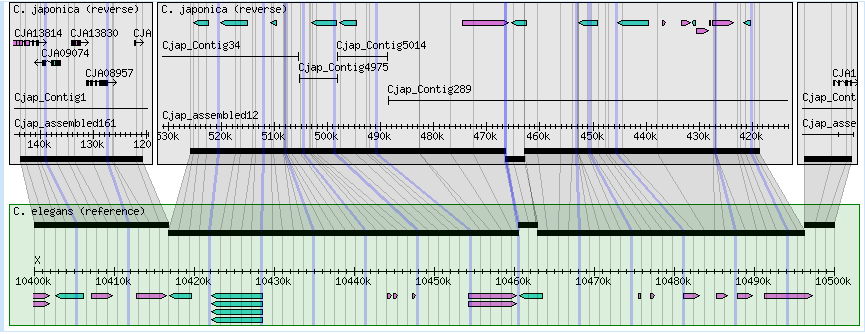 C. japonica (reverse)
CJA13814 CJA13830 CJA
CJA09074
CJA08957
Cjap_Contig1
Cjap_assembled161
140k 130k 120
C. japonica (reverse)
Cjap_Contig34 Cjap_Contig5014
Cjap_Contig4975
Cjap_Contig289
Cjap_assembled12
530k 520k 510k 500k 490k 480k 470k 460k 450k 440k 430k 420k
CJA1
Cjap_Cont
Cjap_asse
C. elegans (reference)
X
10400k 10410k 10420k 10430k 10440k 10450k 10460k 10470k 10480k 10490k 10500k